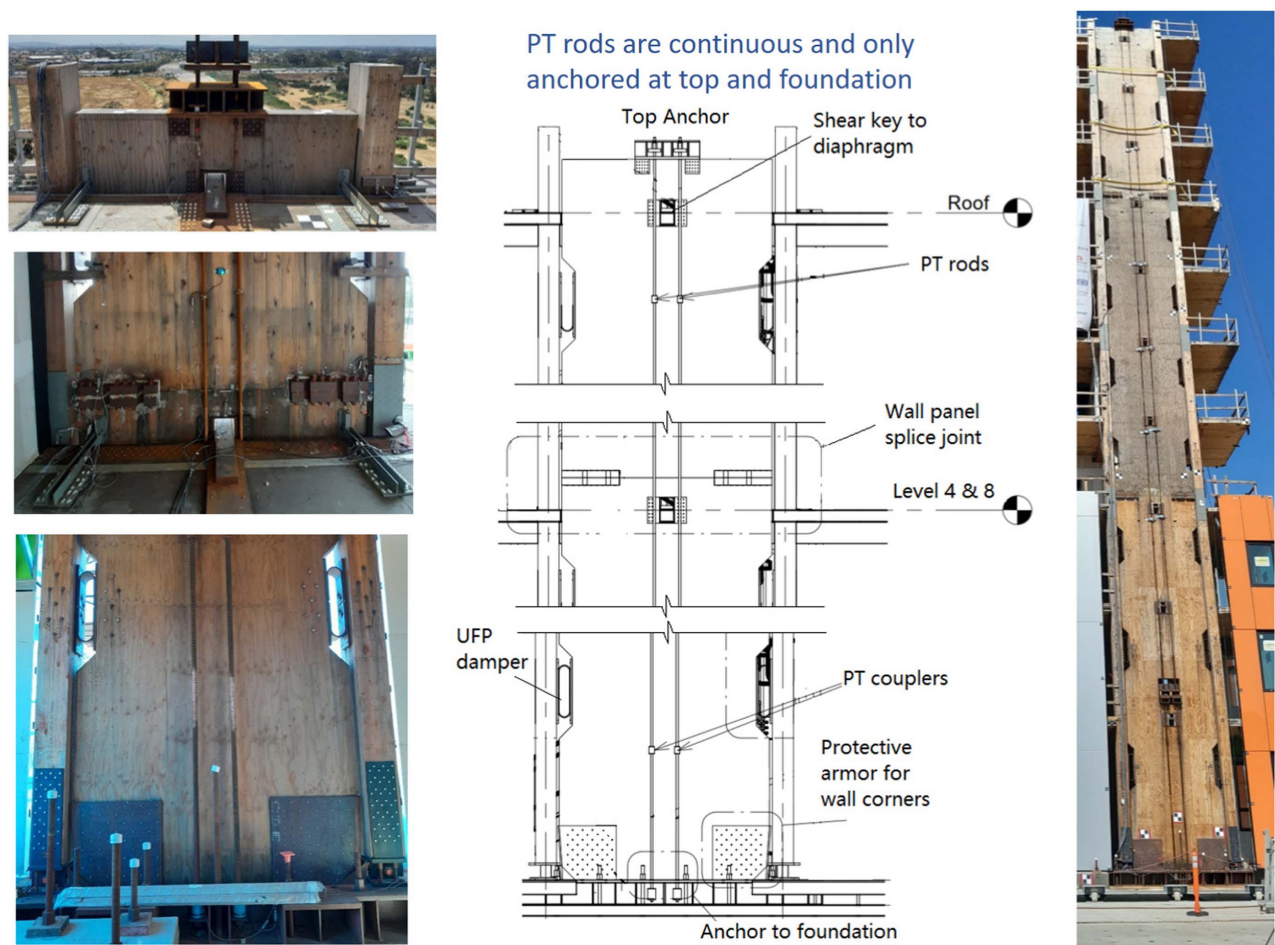 PT rods are continuous and only
anchored at top and foundation
Top Anchor
Shear key to
diaphragm
Roof
PT rods
Wall panel
splice joint
Level 4 & 8
UFP
damper
PT couplers
Protective
armor for
wall corners
Anchor to foundation